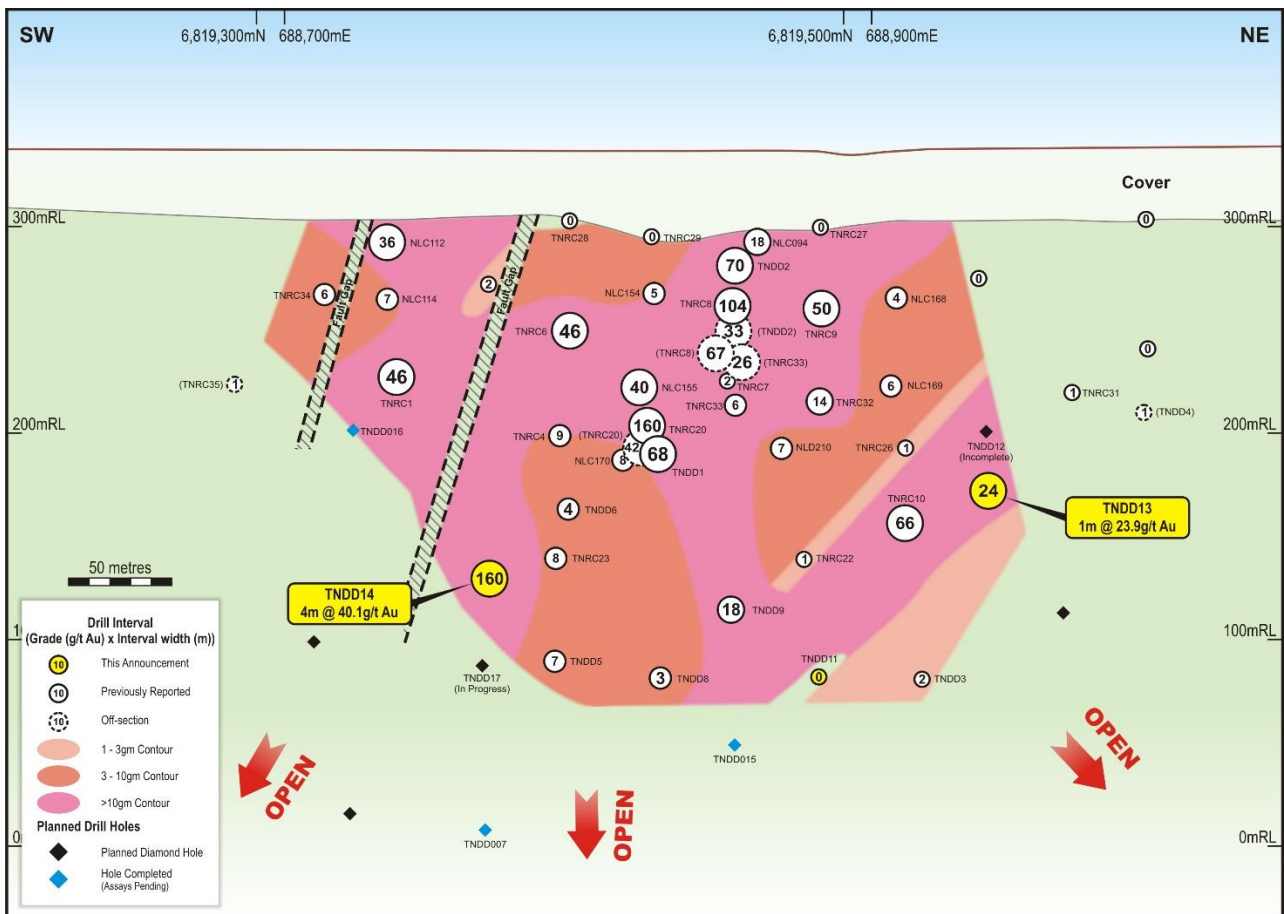 SW
6,819,300mN
688,700mE
6,819,500mN
688,900mE
NE
Cover
300mRL
300mRL
0
TNRC28
0
TNRC29
0
TNRC27
0
36
NLC112
18
NLC094
70
TNDD2
0
TNRC34
6
Fault Gap
7
NLC114
2
Fault Gap
NLC154
5
TNRC8
104
50
TNRC9
4
NLC168
TNRC6
46
33
(TNDD2)
(TNRC8)
67
26
(TNRC33)
0
(TNRC35)
1
46
TNRC1
40
NLC155
2
TNRC7
TNRC33
6
14
TNRC32
6
NLC169
1
TNRC31
1
(TNDD4)
200mRL
200mRL
TNDD016
TNRC4
9
(TNRC20)
160
TNRC20
42
68
TNDD1
NLC170
8
7
NLD210
TNRC26
1
TNDD12
(Incomplete)
24
TNDD13
1m @ 23.9g/t Au
4
TNDD6
TNRC10
66
8
TNRC23
1
TNRC22
160
TNDD14
4m @ 40.1g/t Au
18
TNDD9
50 metres
100mRL
7
TNDD5
3
TNDD8
TNDD11
0
2
TNDD3
TNDD17
(In Progress)
TNDD015
TNDD007
OPEN
OPEN
OPEN
0mRL
Drill Interval
(Grade (g/t Au) x Interval width (m))
10
This Announcement
10
Previously Reported
10
Off-section
1 - 3gm Contour
3 - 10gm Contour
>10gm Contour
Planned Drill Holes
Planned Diamond Hole
Hole Completed
(Assays Pending)